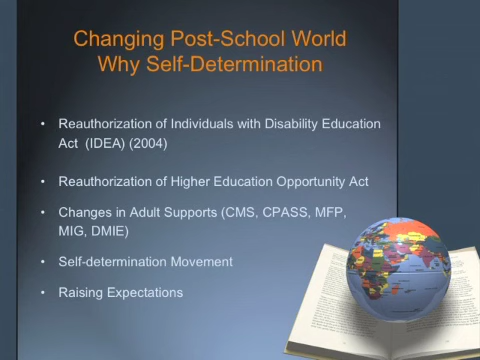 Changing Post-School World
Why Self-Determination
• Reauthorization of Individuals with Disability Education
Act (IDEA) (2004)
• Reauthorization of Higher Education Opportunity Act
• Changes in Adult Supports (CMS, CPASS, MFP,
MIG, DMIE)
• Self-determination Movement
• Raising Expectations